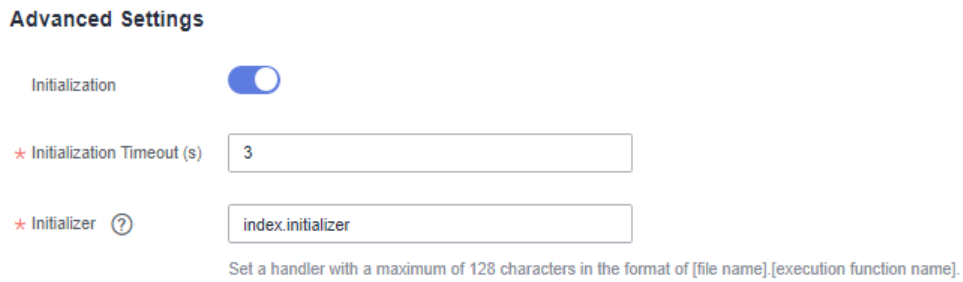 Advanced Settings
Initialization
* Initialization Timeout (s) 3
* Initializer ? index.initializer
Set a handler with a maximum of 128 characters in the format of [file name].[execution function name].